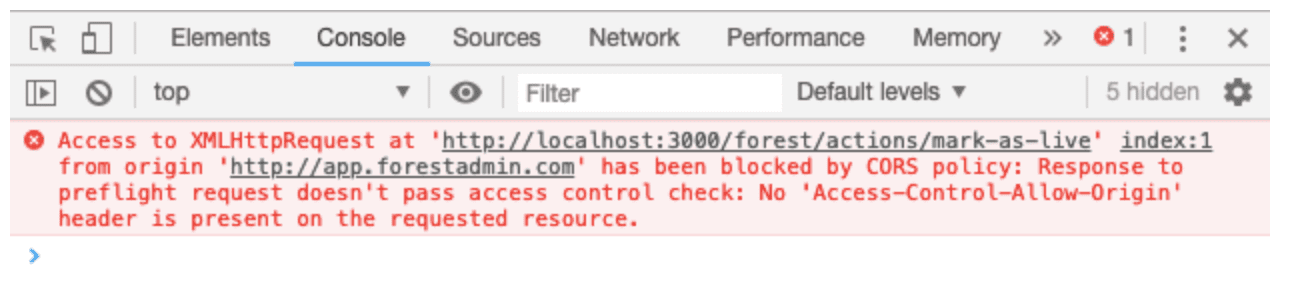 Elements Console Sources Network Performance Memory » 1
top Filter Default levels 5 hidden
Access to XMLHttpRequest at 'http://localhost:3000/forest/actions/mark-as-live' index:1
from origin 'http://app.forestadmin.com' has been blocked by CORS policy: Response to
preflight request doesn't pass access control check: No 'Access-Control-Allow-Origin'
header is present on the requested resource.